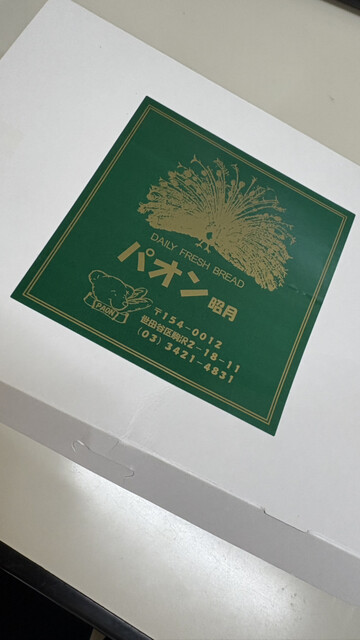 DAILY FRESH BREAD
パオン 昭月
PAON
〒154-0012
世田谷区駒沢2-18-11
(03) 3421-4831